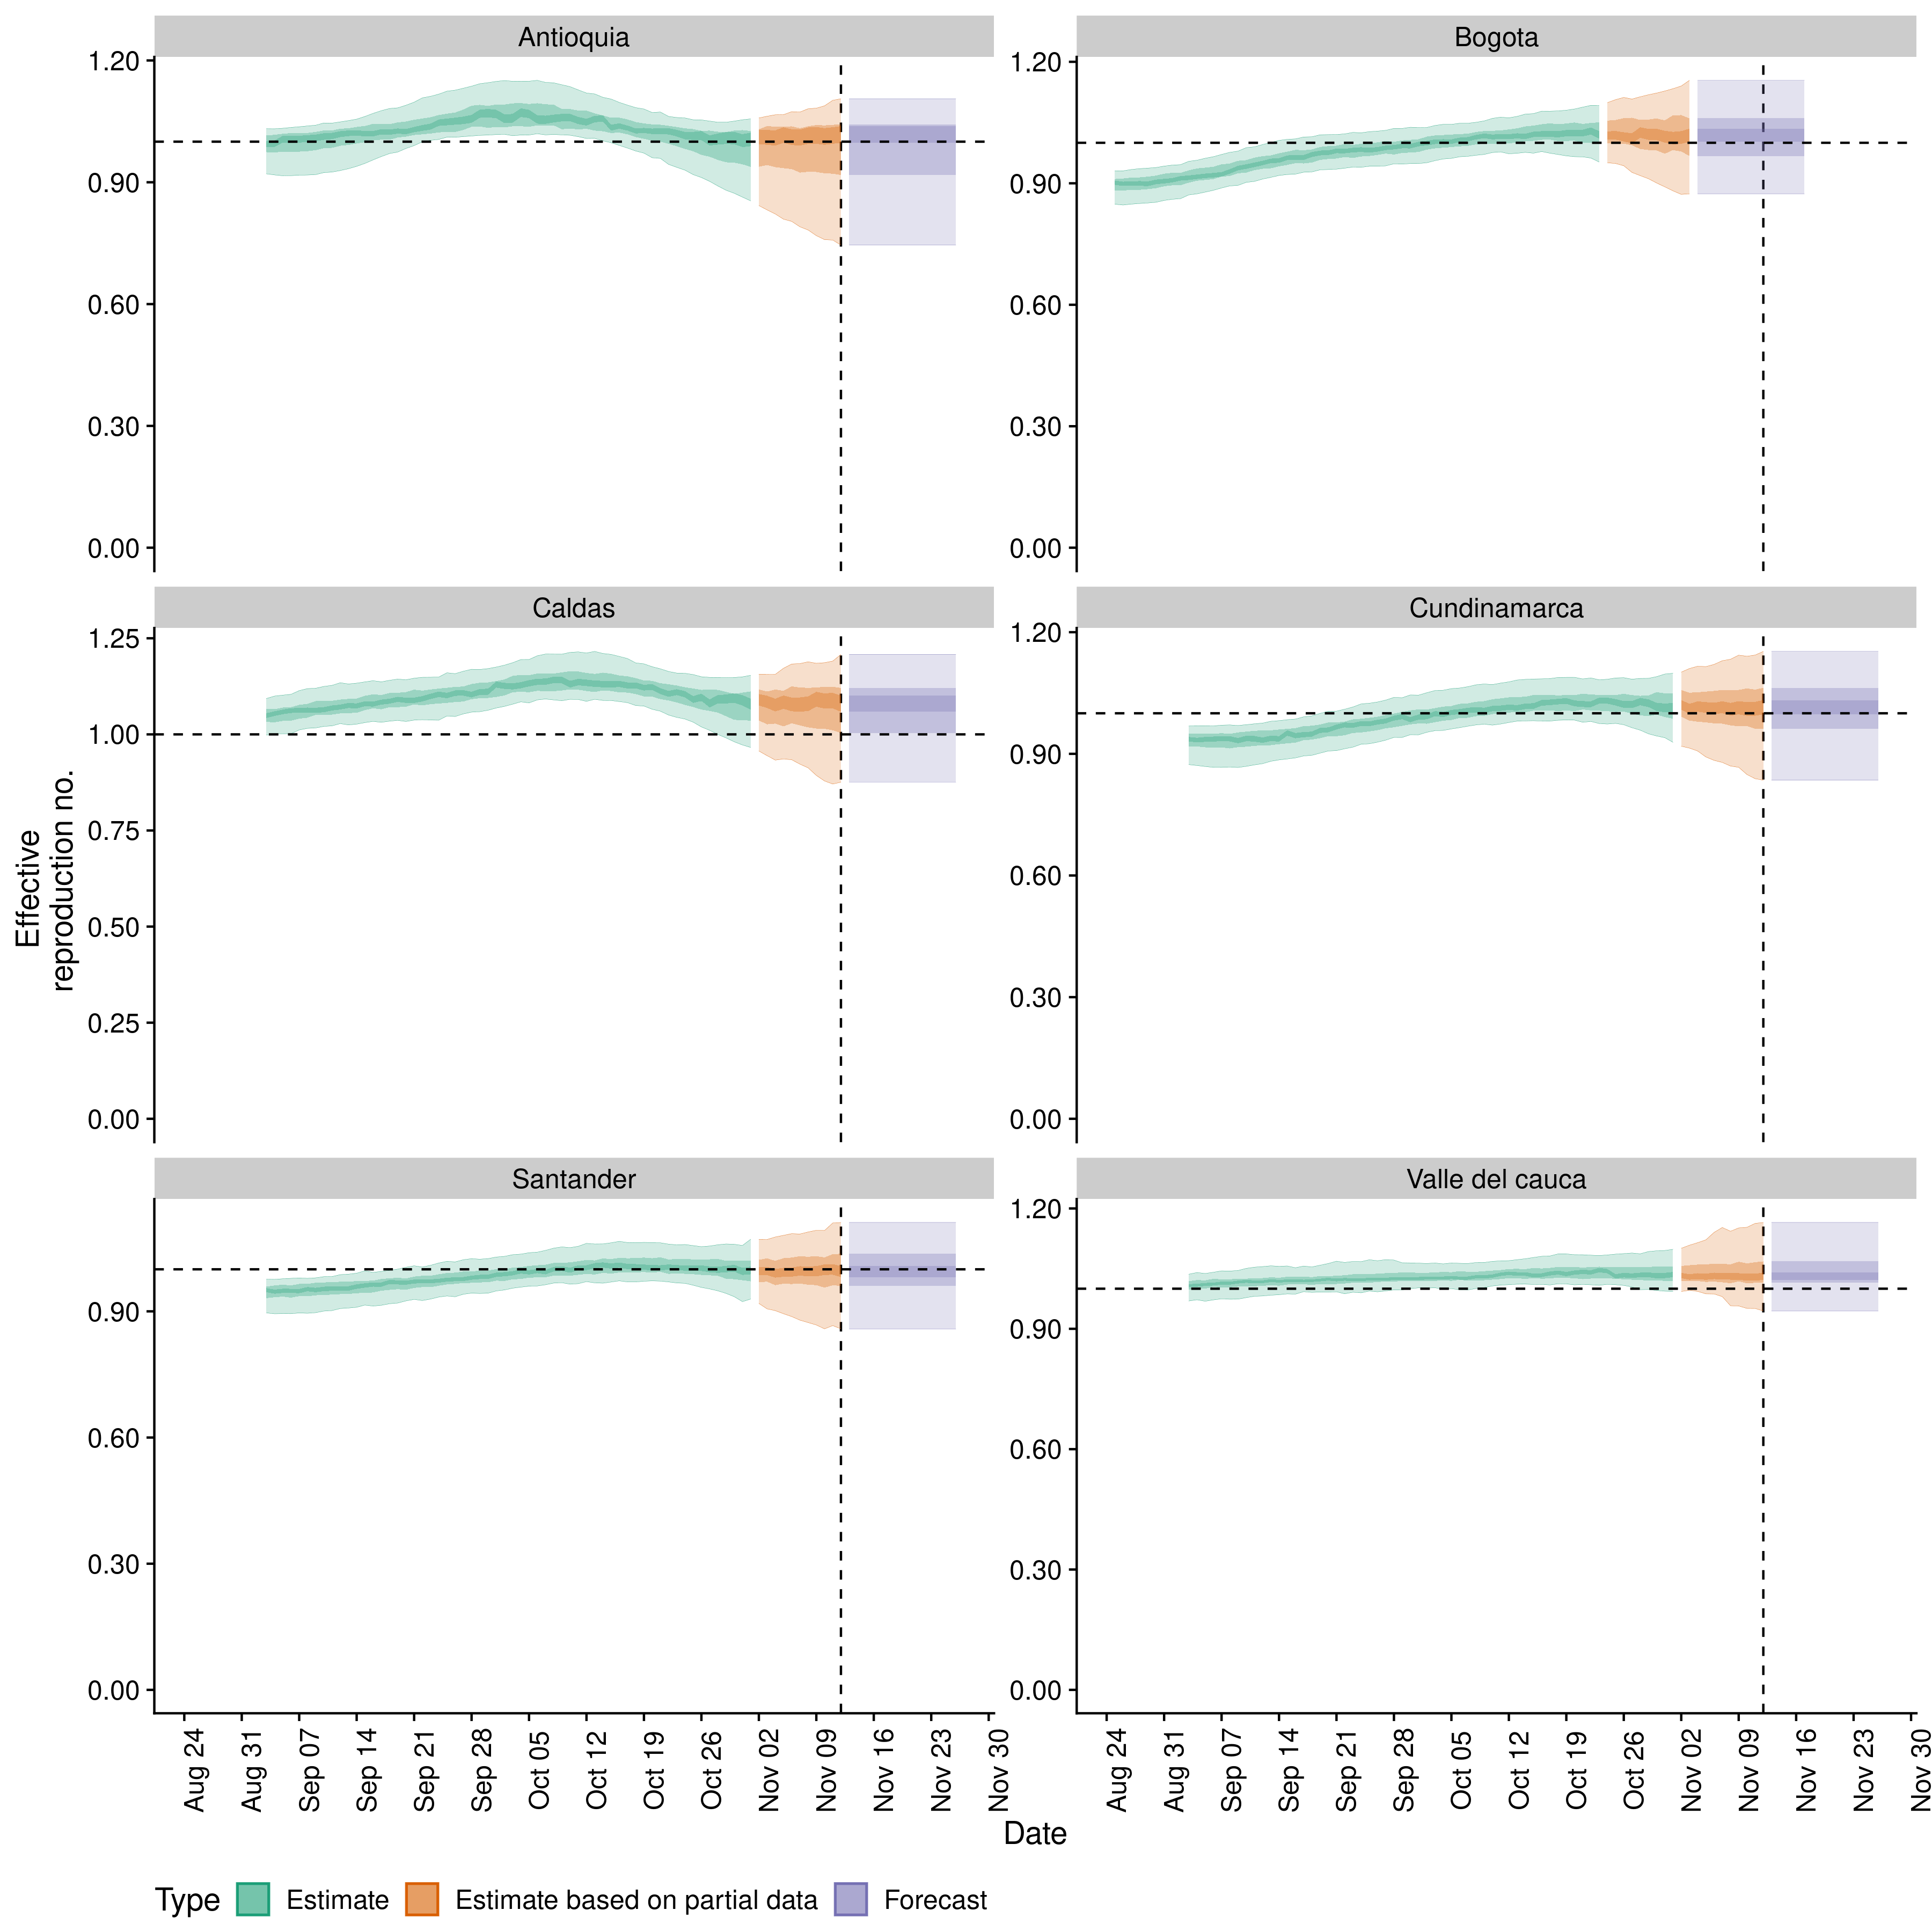 Antioquia
Bogota
1.20
0.90
0.60
0.30
0.00
1.20
0.90
0.60
0.30
0.00
Caldas
Cundinamarca
1.25
1.00
0.75
0.50
0.25
0.00
1.20
0.90
0.60
0.30
0.00
Effective
reproduction no.
Santander
Valle del cauca
0.90
0.60
0.30
0.00
1.20
0.90
0.60
0.30
0.00
Aug 24
Aug 31
Sep 07
Sep 14
Sep 21
Sep 28
Oct 05
Oct 12
Oct 19
Oct 26
Nov 02
Nov 09
Nov 16
Nov 23
Nov 30
Aug 24
Aug 31
Sep 07
Sep 14
Sep 21
Sep 28
Oct 05
Oct 12
Oct 19
Oct 26
Nov 02
Nov 09
Nov 16
Nov 23
Nov 30
Date
Type Estimate Estimate based on partial data Forecast